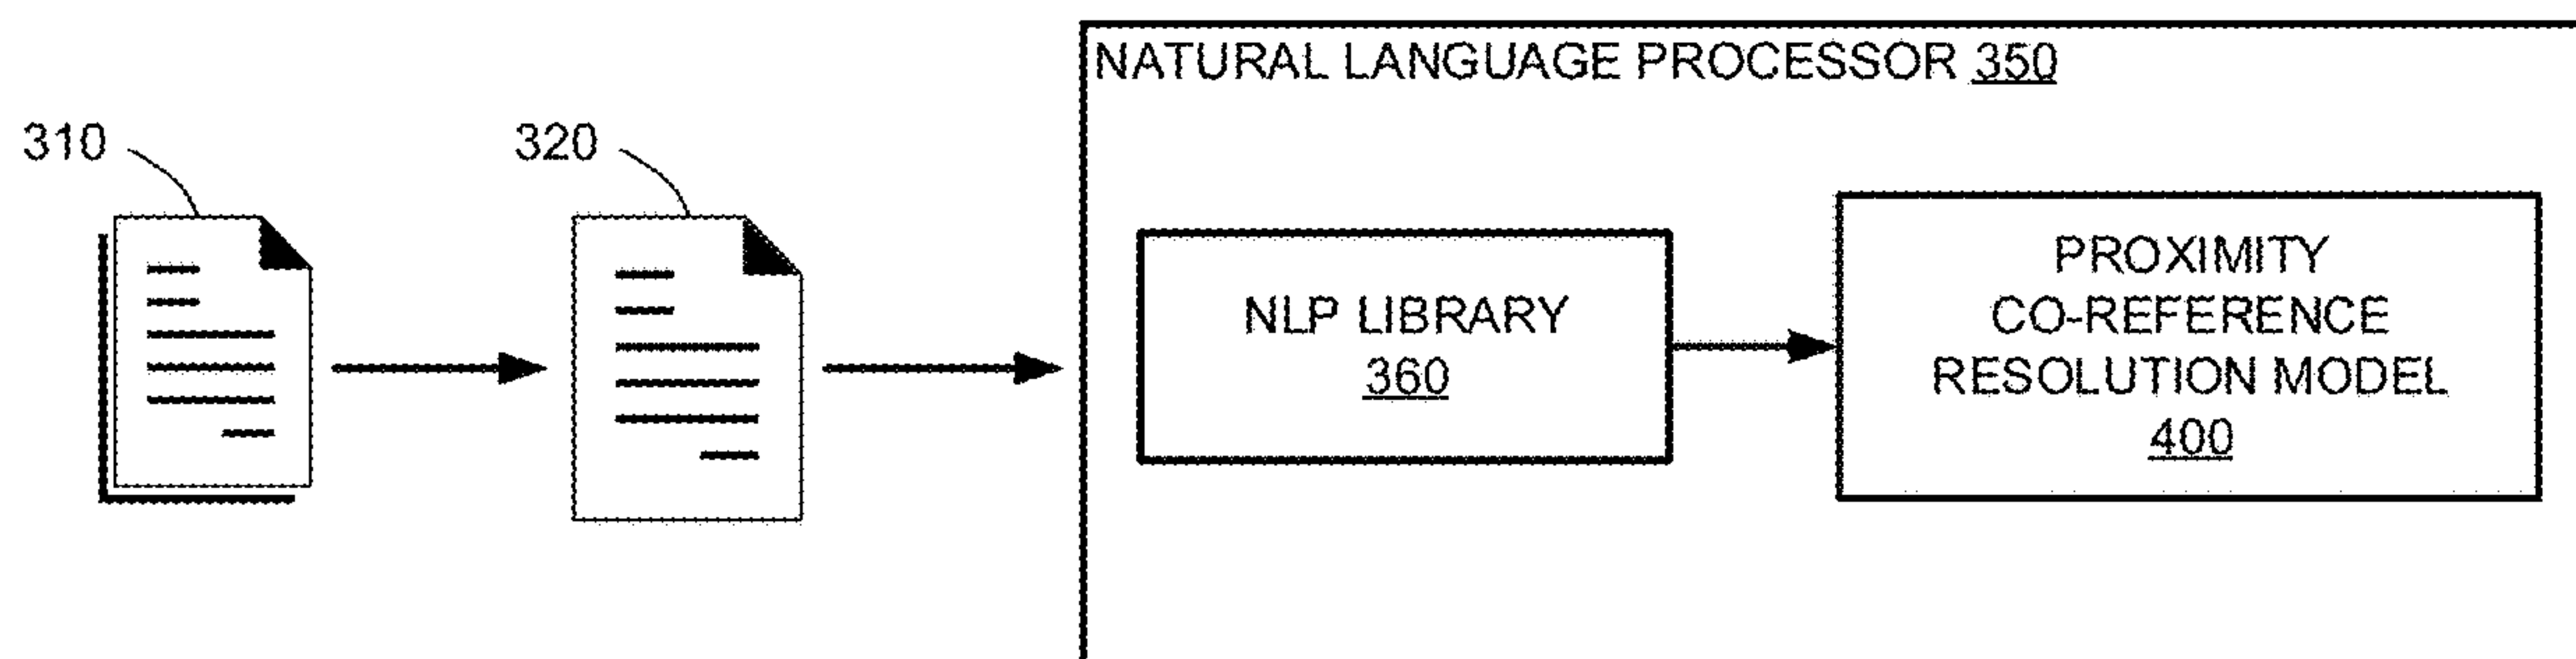 NATURAL LANGUAGE PROCESSOR 350
310
320
NLP LIBRARY
360
PROXIMITY
CO-REFERENCE
RESOLUTION MODEL
400